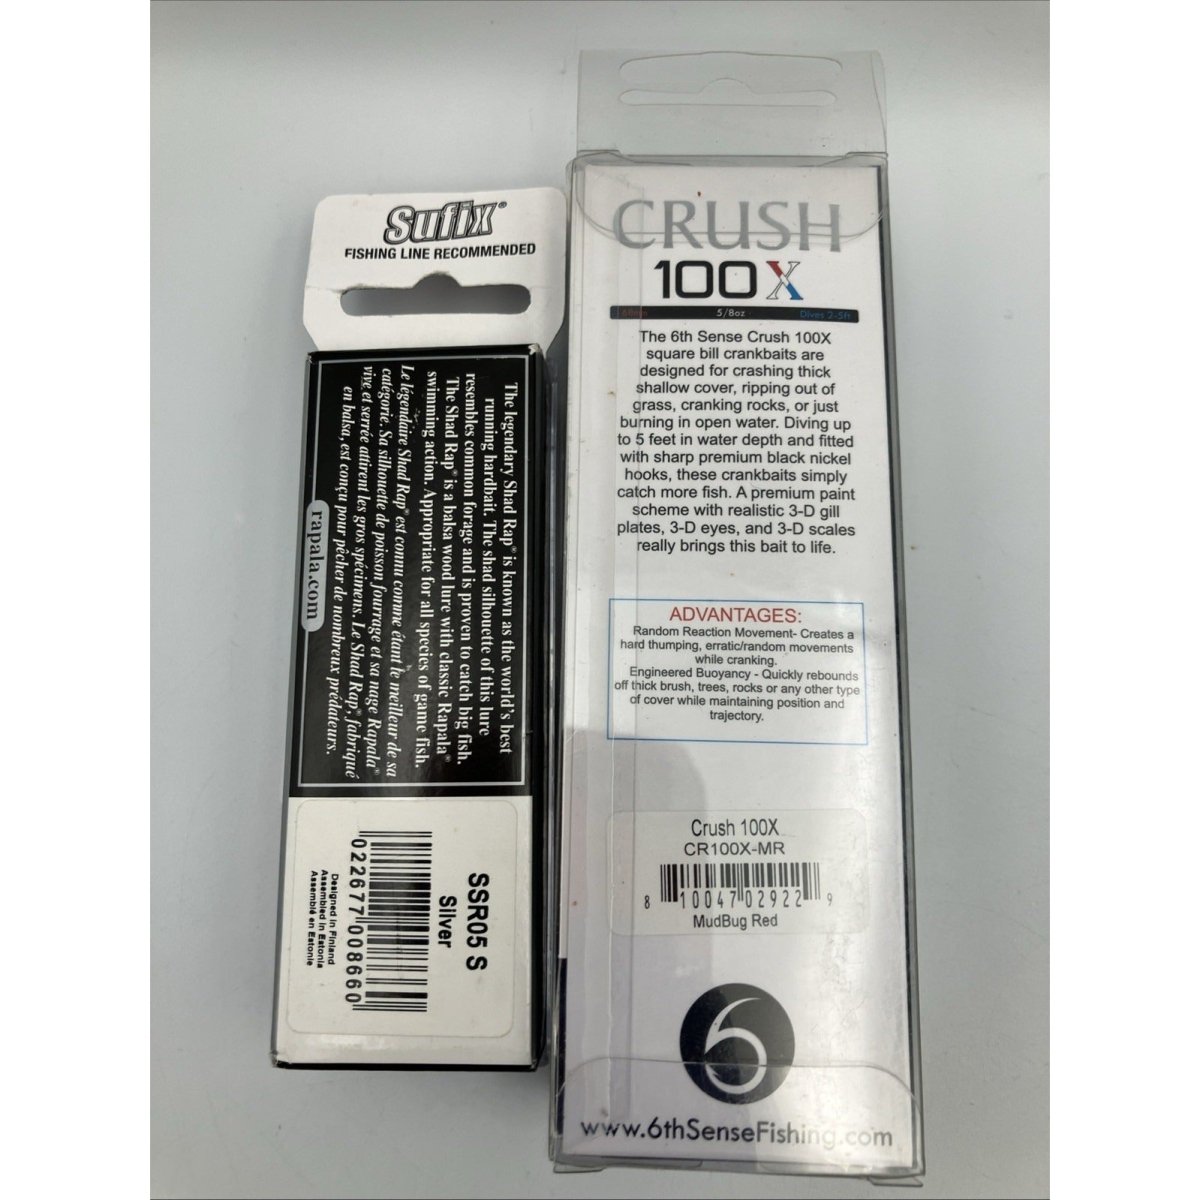 Sufix®
FISHING LINE RECOMMENDED
The legendary Shad Rap® is known as the world's best
running hardbait. The shad silhouette of this lure
resembles common forage and is proven to catch big fish.
The Shad Rap® is a balsa wood lure with classic Rapala®
swimming action. Appropriate for all species of game fish.
Le légendaire Shad Rap® est connu comme étant le meilleur de sa
catégorie. Sa silhouette de poisson fourrage et sa nage Rapala®
vive et serrée attirent les gros spécimens. Le Shad Rap®, fabriqué
en balsa, est conçu pour pêcher de nombreux prédateurs.
rapala.com
SSR05 S
Silver
022677008660
Designed in Finland
Assembled in Estonia
Assemblé en Estonie
CRUSH
100X
68mm 5/8oz Dives 2-5ft
The 6th Sense Crush 100X
square bill crankbaits are
designed for crashing thick
shallow cover, ripping out of
grass, cranking rocks, or just
burning in open water. Diving up
to 5 feet in water depth and fitted
with sharp premium black nickel
hooks, these crankbaits simply
catch more fish. A premium paint
scheme with realistic 3-D gill
plates, 3-D eyes, and 3-D scales
really brings this bait to life.
ADVANTAGES:
Random Reaction Movement- Creates a
hard thumping, erratic/random movements
while cranking.
Engineered Buoyancy - Quickly rebounds
off thick brush, trees, rocks or any other type
of cover while maintaining position and
trajectory.
Crush 100X
CR100X-MR
8 10047 02922 9
MudBug Red
6
www.6thSenseFishing.com